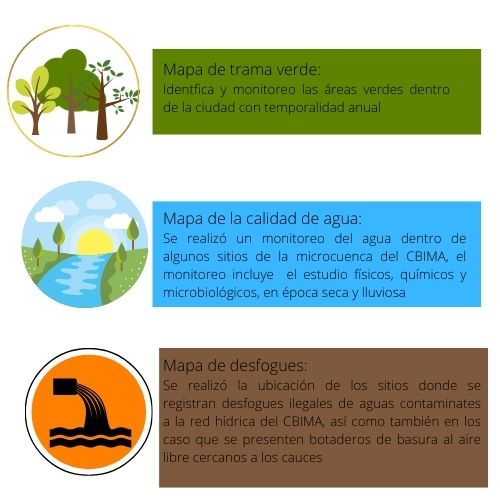 Mapa de trama verde:
Identfica y monitoreo las áreas verdes dentro
de la ciudad con temporalidad anual
Mapa de la calidad de agua:
Se realizó un monitoreo del agua dentro de
algunos sitios de la microcuenca del CBIMA, el
monitoreo incluye el estudio físicos, químicos y
microbiológicos, en época seca y lluviosa
Mapa de desfogues:
Se realizó la ubicación de los sitios donde se
registran desfogues ilegales de aguas contaminates
a la red hídrica del CBIMA, así como también en los
caso que se presenten botaderos de basura al aire
libre cercanos a los cauces